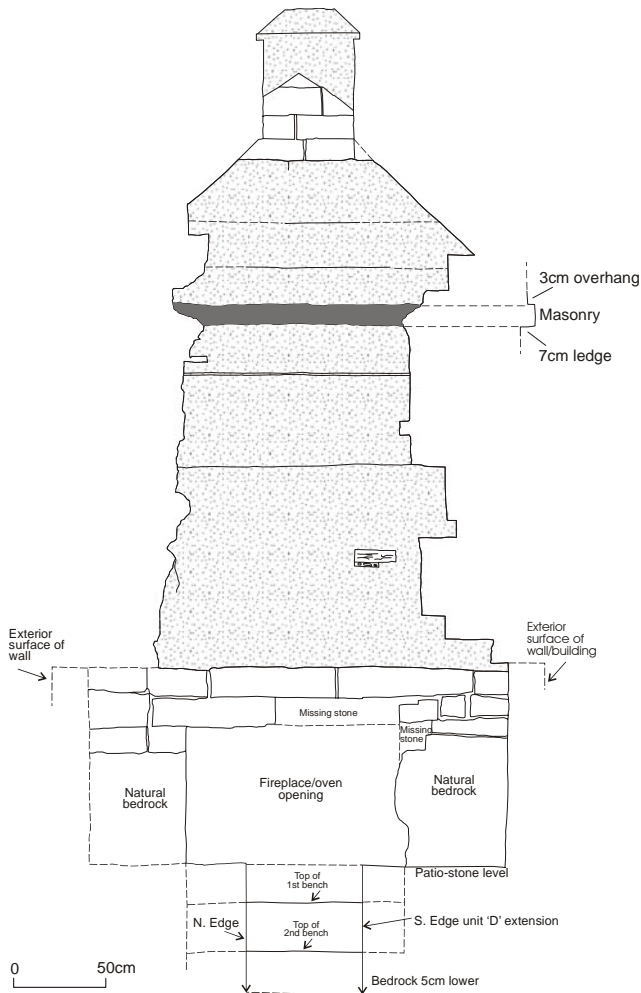 3cm overhang
Masonry
7cm ledge
Exterior
surface of
wall
Exterior
surface of
wall/building
Missing stone
Missing
stone
Natural
bedrock
Fireplace/oven
opening
Natural
bedrock
Patio-stone level
Top of
1st bench
N. Edge
Top of
2nd bench
S. Edge unit 'D' extension
0 50cm
Bedrock 5cm lower